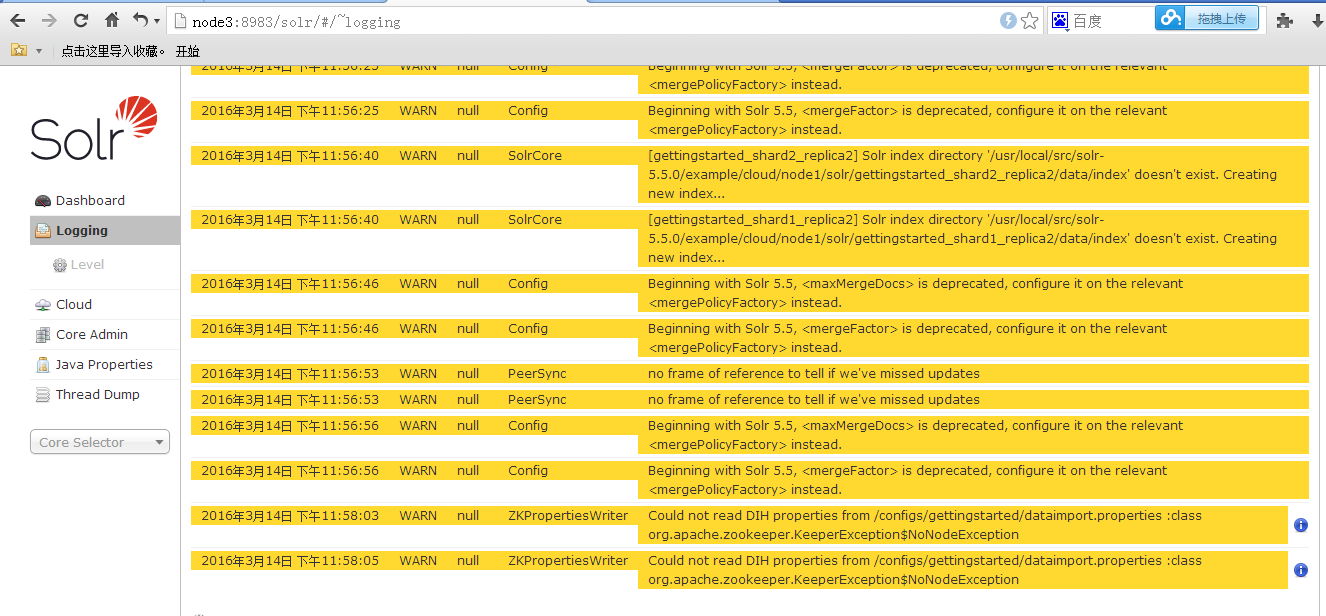 node3:8983/solr/#/~logging
百度
拖拽上传
点击这里导入收藏。 开始
Solr
Dashboard
Logging
Level
Cloud
Core Admin
Java Properties
Thread Dump
Core Selector
2016年3月14日 下午11:56:25 WARN null Config Beginning with Solr 5.5, <mergeFactor> is deprecated, configure it on the relevant
<mergePolicyFactory> instead.
2016年3月14日 下午11:56:25 WARN null Config Beginning with Solr 5.5, <mergeFactor> is deprecated, configure it on the relevant
<mergePolicyFactory> instead.
2016年3月14日 下午11:56:40 WARN null SolrCore [gettingstarted_shard2_replica2] Solr index directory '/usr/local/src/solr-
5.5.0/example/cloud/node1/solr/gettingstarted_shard2_replica2/data/index' doesn't exist. Creating
new index...
2016年3月14日 下午11:56:40 WARN null SolrCore [gettingstarted_shard1_replica2] Solr index directory '/usr/local/src/solr-
5.5.0/example/cloud/node1/solr/gettingstarted_shard1_replica2/data/index' doesn't exist. Creating
new index...
2016年3月14日 下午11:56:46 WARN null Config Beginning with Solr 5.5, <maxMergeDocs> is deprecated, configure it on the relevant
<mergePolicyFactory> instead.
2016年3月14日 下午11:56:46 WARN null Config Beginning with Solr 5.5, <mergeFactor> is deprecated, configure it on the relevant
<mergePolicyFactory> instead.
2016年3月14日 下午11:56:53 WARN null PeerSync no frame of reference to tell if we've missed updates
2016年3月14日 下午11:56:53 WARN null PeerSync no frame of reference to tell if we've missed updates
2016年3月14日 下午11:56:56 WARN null Config Beginning with Solr 5.5, <maxMergeDocs> is deprecated, configure it on the relevant
<mergePolicyFactory> instead.
2016年3月14日 下午11:56:56 WARN null Config Beginning with Solr 5.5, <mergeFactor> is deprecated, configure it on the relevant
<mergePolicyFactory> instead.
2016年3月14日 下午11:58:03 WARN null ZKPropertiesWriter Could not read DIH properties from /configs/gettingstarted/dataimport.properties :class
org.apache.zookeeper.KeeperException$NoNodeException
2016年3月14日 下午11:58:05 WARN null ZKPropertiesWriter Could not read DIH properties from /configs/gettingstarted/dataimport.properties :class
org.apache.zookeeper.KeeperException$NoNodeException